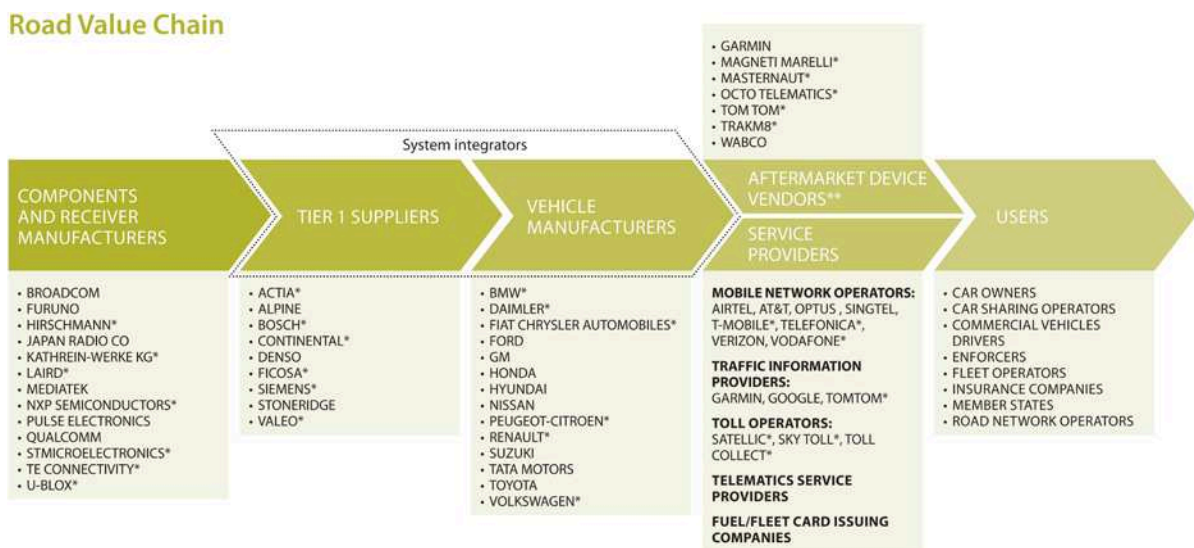 Road Value Chain
• GARMIN
• MAGNETI MARELLI*
• MASTERNAUT*
• OCTO TELEMATICS*
• TOM TOM*
• TRAKM8*
• WABCO
System integrators
COMPONENTS
AND RECEIVER
MANUFACTURERS
TIER 1 SUPPLIERS
VEHICLE
MANUFACTURERS
AFTERMARKET DEVICE
VENDORS**
SERVICE
PROVIDERS
USERS
• BROADCOM
• FURUNO
• HIRSCHMANN*
• JAPAN RADIO CO
• KATHREIN-WERKE KG*
• LAIRD*
• MEDIATEK
• NXP SEMICONDUCTORS*
• PULSE ELECTRONICS
• QUALCOMM
• STMICROELECTRONICS*
• TE CONNECTIVITY*
• U-BLOX*
• ACTIA*
• ALPINE
• BOSCH*
• CONTINENTAL*
• DENSO
• FICOSA*
• SIEMENS*
• STONERIDGE
• VALEO*
• BMW*
• DAIMLER*
• FIAT CHRYSLER AUTOMOBILES*
• FORD
• GM
• HONDA
• HYUNDAI
• NISSAN
• PEUGEOT-CITROEN*
• RENAULT*
• SUZUKI
• TATA MOTORS
• TOYOTA
• VOLKSWAGEN*
MOBILE NETWORK OPERATORS:
AIRTEL, AT&T, OPTUS , SINGTEL,
T-MOBILE*, TELEFONICA*,
VERIZON, VODAFONE*
TRAFFIC INFORMATION
PROVIDERS:
GARMIN, GOOGLE, TOMTOM*
TOLL OPERATORS:
SATELLIC*, SKY TOLL*, TOLL
COLLECT*
TELEMATICS SERVICE
PROVIDERS
FUEL/FLEET CARD ISSUING
COMPANIES
• CAR OWNERS
• CAR SHARING OPERATORS
• COMMERCIAL VEHICLES
DRIVERS
• ENFORCERS
• FLEET OPERATORS
• INSURANCE COMPANIES
• MEMBER STATES
• ROAD NETWORK OPERATORS